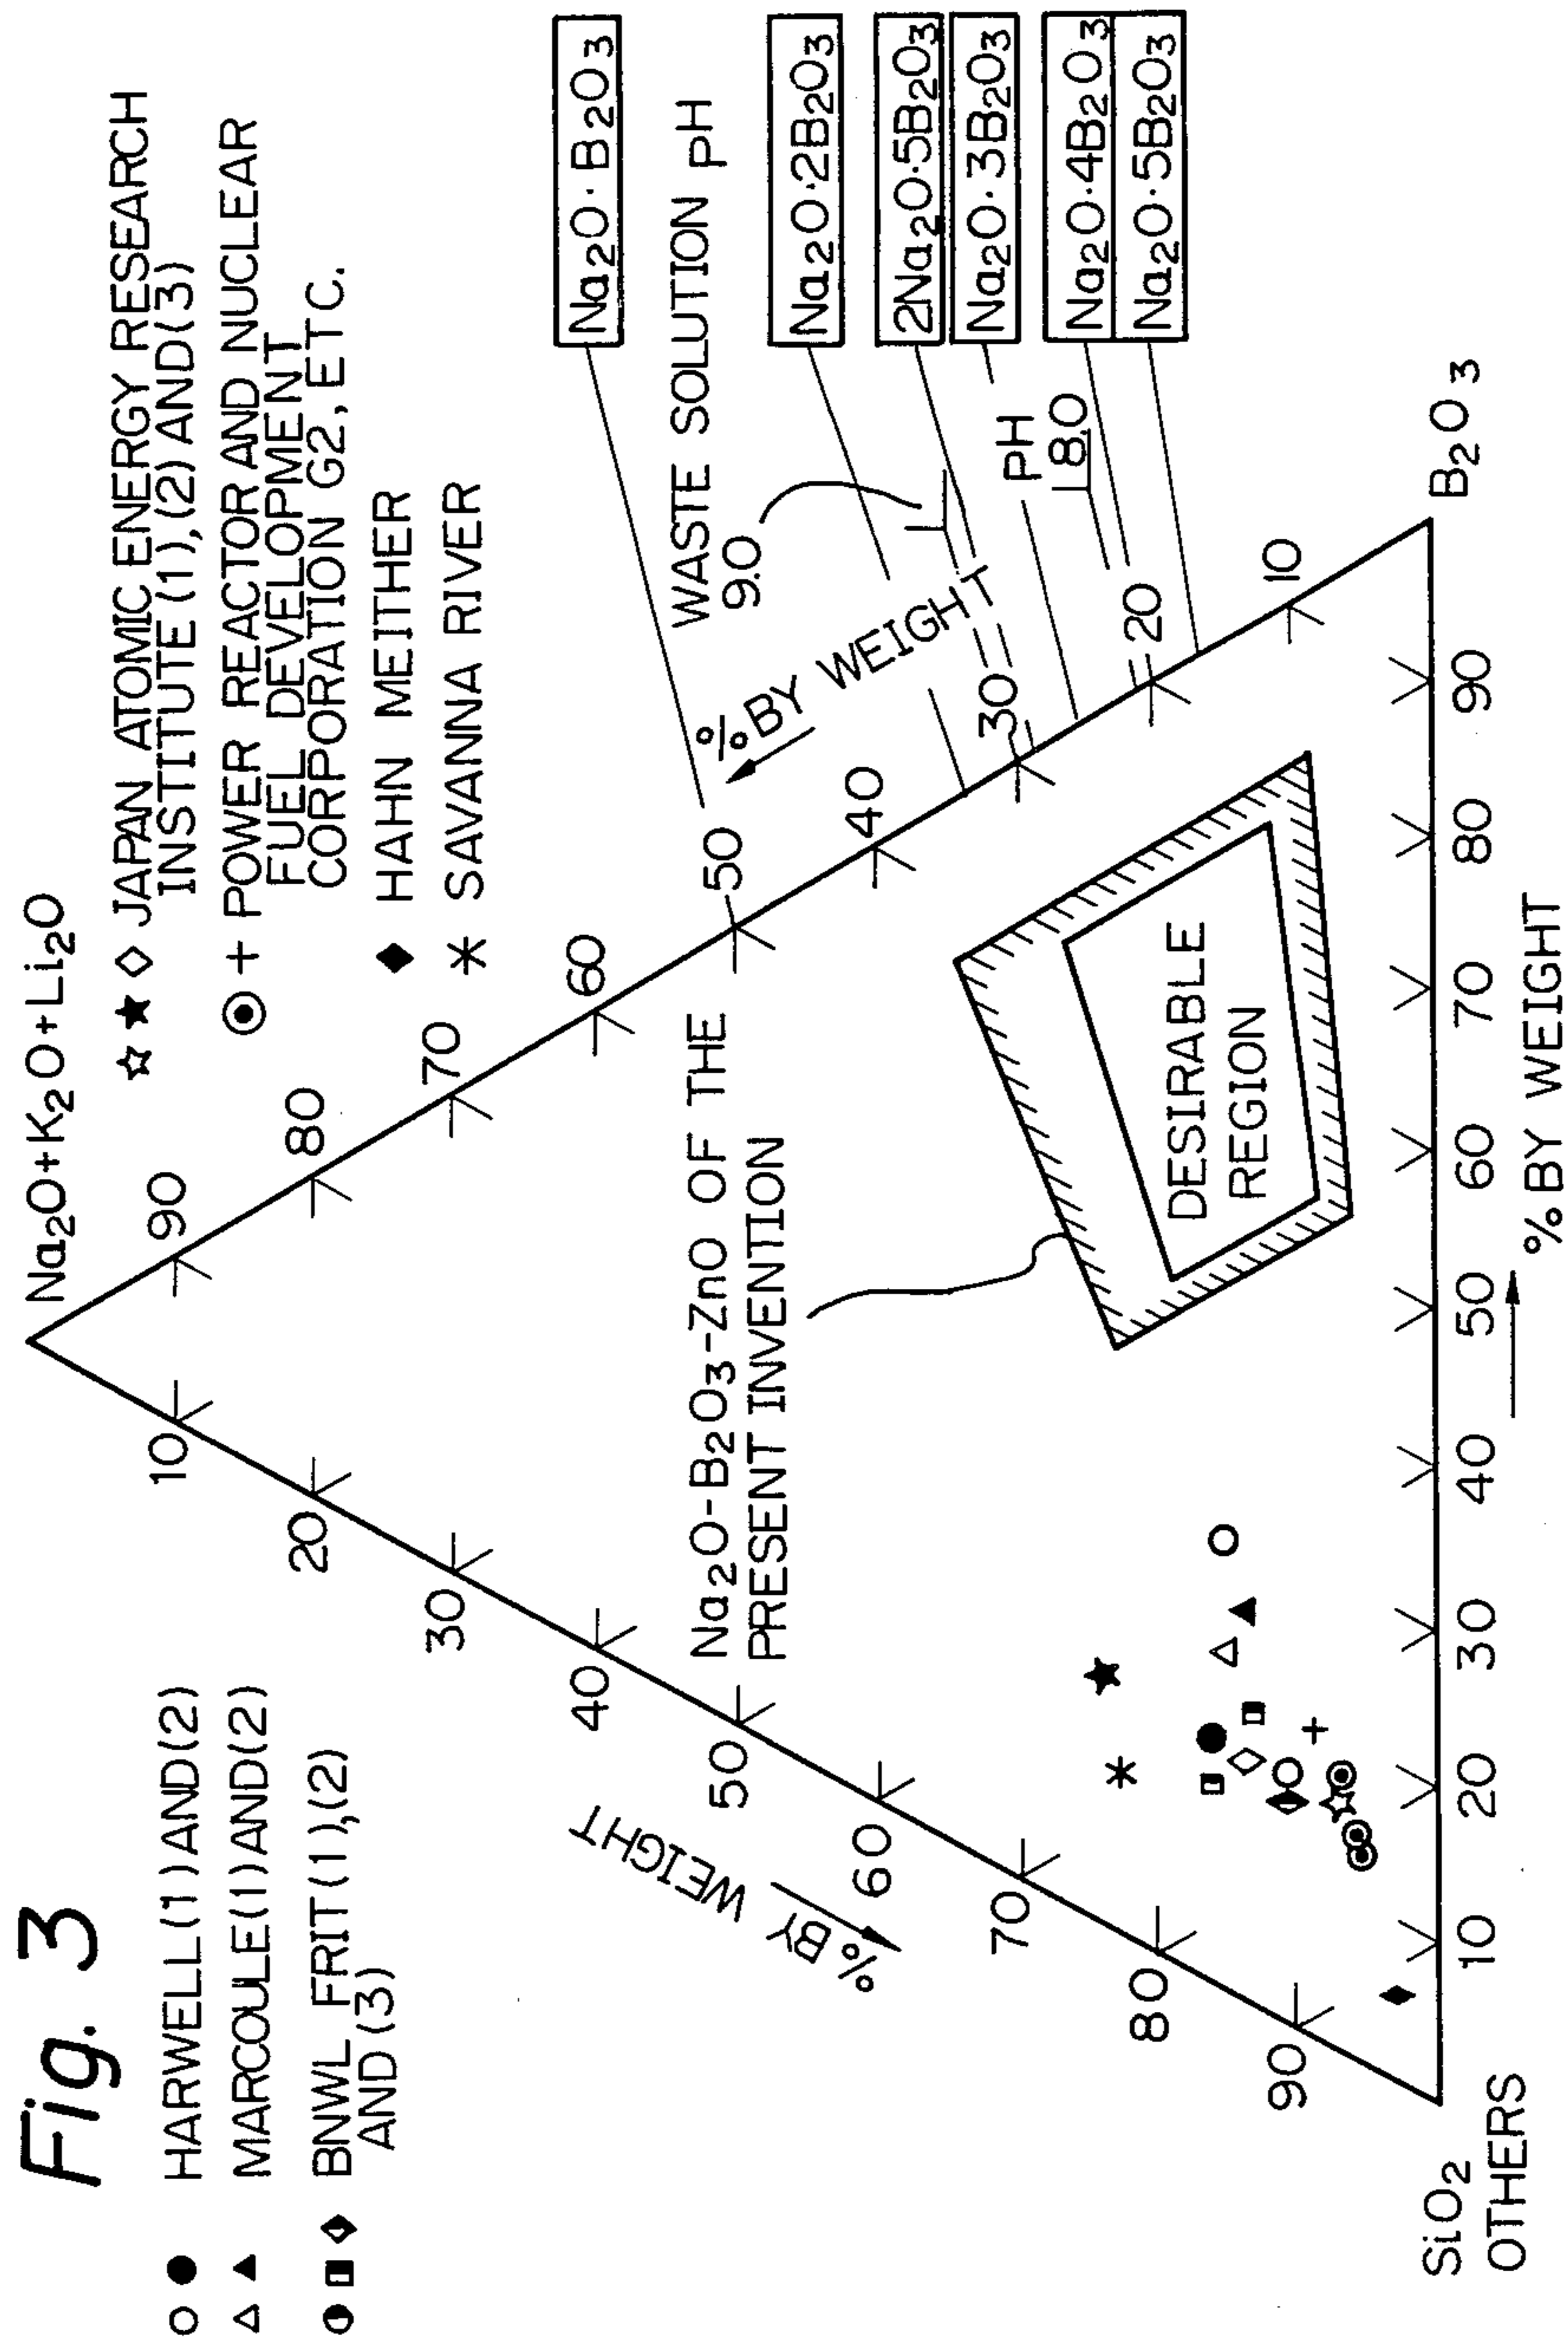 Fig. 3
○ ● HARWELL (1) AND (2)
△ ▲ MARCOULE (1) AND (2)
BNWL FRIT (1), (2)
AND (3)
Na2O+K2O+Li2O
☆ ★ ◇ JAPAN ATOMIC ENERGY RESEARCH
INSTITUTE (1), (2) AND (3)
◉ + POWER REACTOR AND NUCLEAR
FUEL DEVELOPMENT
CORPORATION G2, ETC.
◆ HAHN MEITHER
* SAVANNA RIVER
10
20
30
40
50
60
70
80
90
% BY WEIGHT
90
80
70
60
50
40
30
20
10
% BY WEIGHT
Na2O·B2O3
WASTE SOLUTION pH
9.0
Na2O·2B2O3
2Na2O·5B2O3
Na2O·3B2O3
PH
8.0
Na2O·4B2O3
Na2O·5B2O3
Na2O-B2O3-ZnO OF THE
PRESENT INVENTION
DESIRABLE
REGION
SiO2
OTHERS
10
20
30
40
50
60
70
80
90
B2O3
% BY WEIGHT